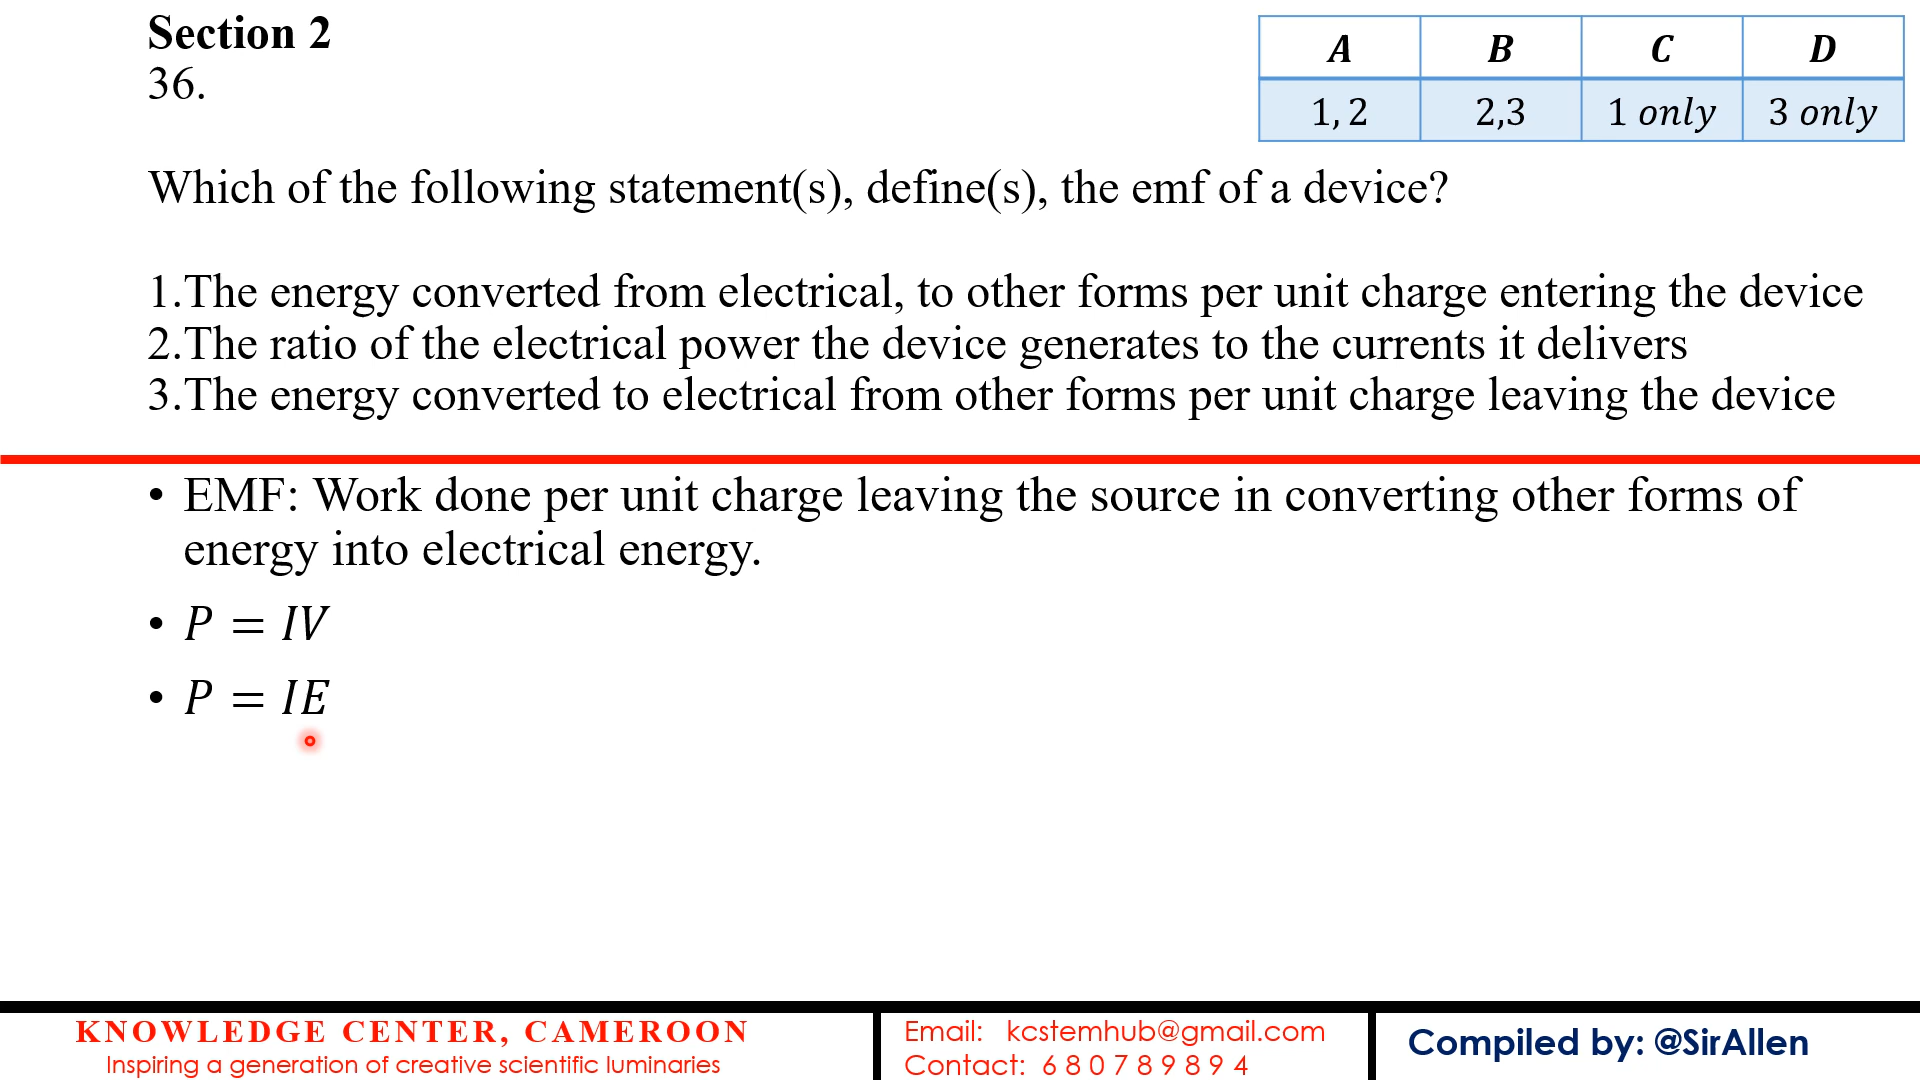 Section 2
36.
A B C D
1, 2 2,3 1 only 3 only
Which of the following statement(s), define(s), the emf of a device?
1.The energy converted from electrical, to other forms per unit charge entering the device
2.The ratio of the electrical power the device generates to the currents it delivers
3.The energy converted to electrical from other forms per unit charge leaving the device
• EMF: Work done per unit charge leaving the source in converting other forms of
energy into electrical energy.
• P = IV
• P = IE
KNOWLEDGE CENTER, CAMEROON
Inspiring a generation of creative scientific luminaries
Email: kcstemhub@gmail.com
Contact: 6 8 0 7 8 9 8 9 4
Compiled by: @SirAllen